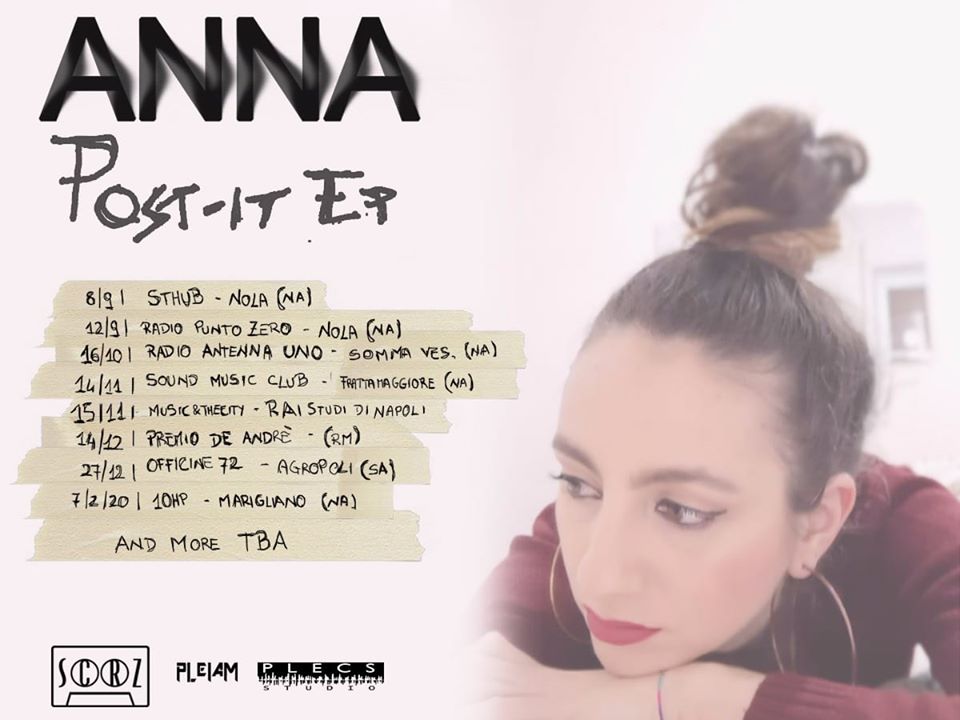 ANNA
POST-IT EP
8/9 | STHUB - NOLA (NA)
12/9 | RADIO PUNTO ZERO - NOLA (NA)
16/10 | RADIO ANTENNA UNO - SOMMA VES. (NA)
14/11 | SOUND MUSIC CLUB - FRATTAMAGGIORE (NA)
15/11 | MUSIC&THECITY - RAI STUDI DI NAPOLI
14/12 | PREMIO DE ANDRÈ - (RM)
27/12 | OFFICINE 72 - AGROPOLI (SA)
7/2/20 | 10HP - MARIGLIANO (NA)
AND MORE TBA
SCRZ
PLEIAM
PLECS
STUDIO